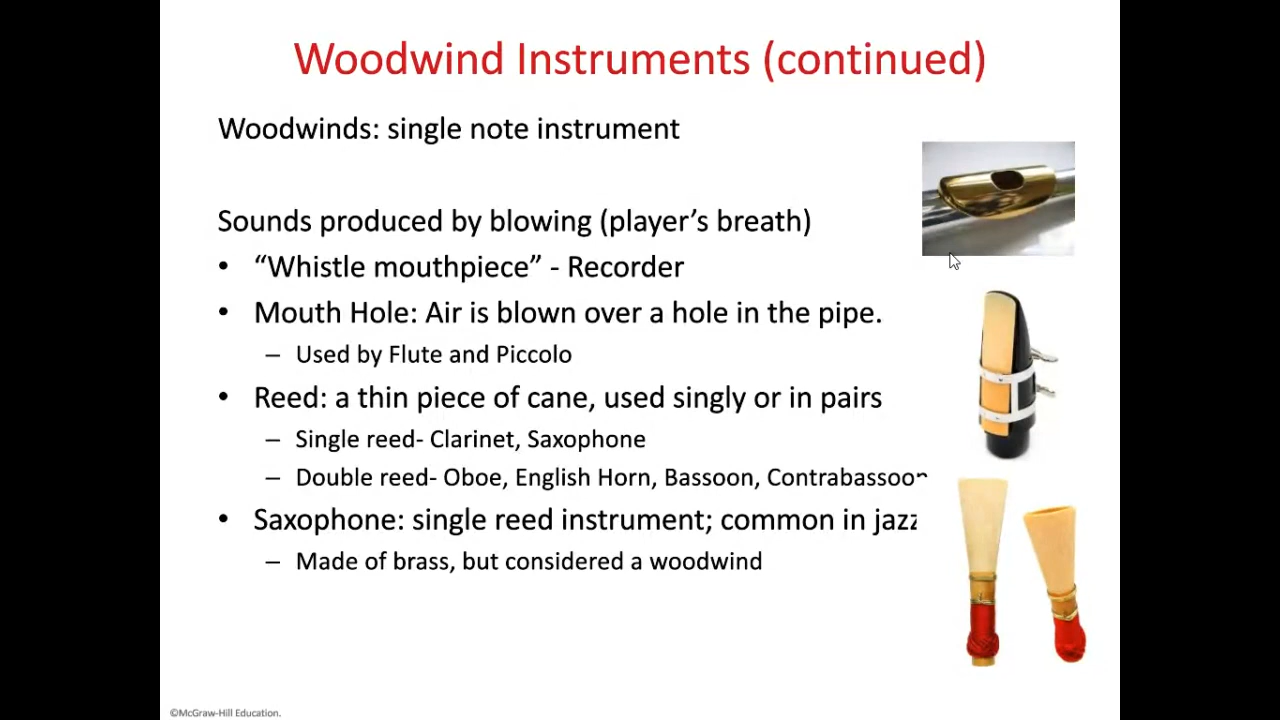 Woodwind Instruments (continued)
Woodwinds: single note instrument
Sounds produced by blowing (player’s breath)
• “Whistle mouthpiece” - Recorder
• Mouth Hole: Air is blown over a hole in the pipe.
– Used by Flute and Piccolo
• Reed: a thin piece of cane, used singly or in pairs
– Single reed- Clarinet, Saxophone
– Double reed- Oboe, English Horn, Bassoon, Contrabassoon
• Saxophone: single reed instrument; common in jazz
– Made of brass, but considered a woodwind
©McGraw-Hill Education.